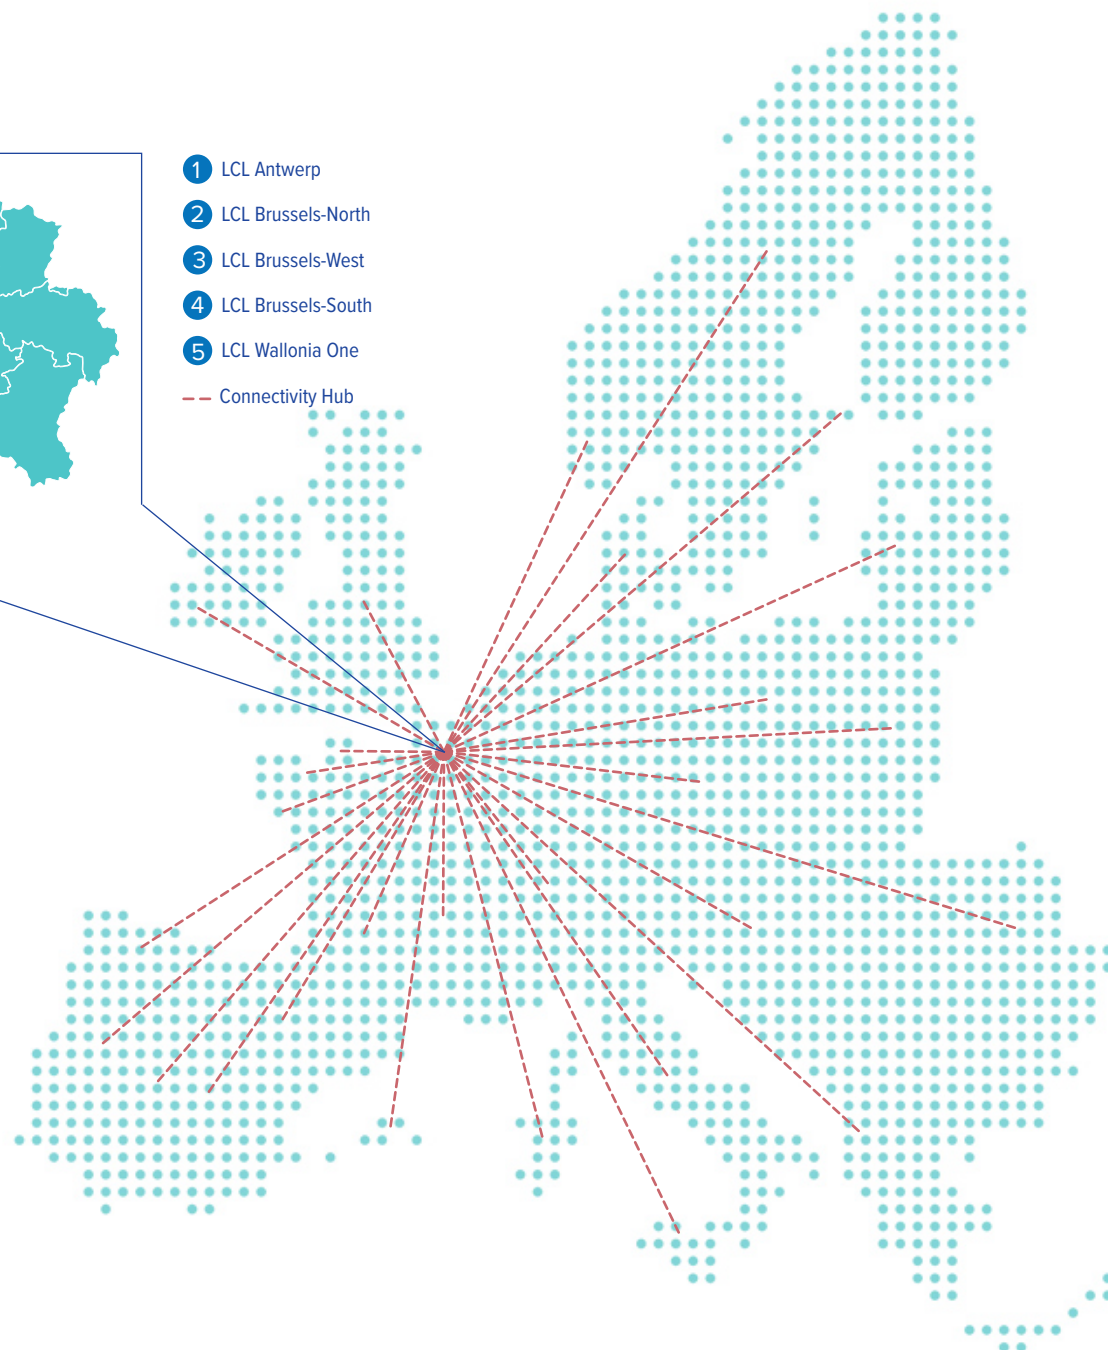 1 LCL Antwerp
2 LCL Brussels-North
3 LCL Brussels-West
4 LCL Brussels-South
5 LCL Wallonia One
Connectivity Hub